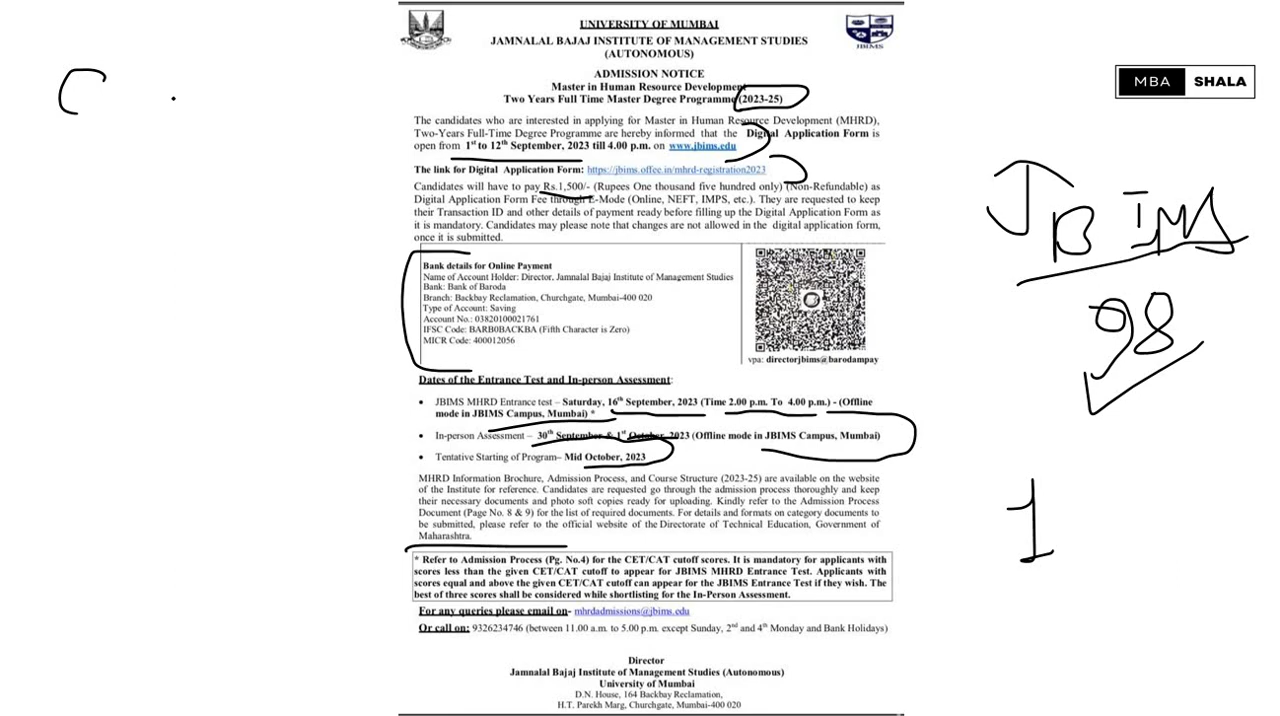 UNIVERSITY OF MUMBAI
JAMNALAL BAJAJ INSTITUTE OF MANAGEMENT STUDIES
(AUTONOMOUS)
JBIMS
ADMISSION NOTICE
Master in Human Resource Development
Two Years Full Time Master Degree Programme (2023-25)
C
MBA SHALA
The candidates who are interested in applying for Master in Human Resource Development (MHRD),
Two-Years Full-Time Degree Programme are hereby informed that the Digital Application Form is
open from 1st to 12th September, 2023 till 4.00 p.m. on www.jbims.edu
The link for Digital Application Form: https://jbims.offee.in/mhrd-registration2023
Candidates will have to pay Rs.1,500/- (Rupees One thousand five hundred only) (Non-Refundable) as
Digital Application Form Fee through E-Mode (Online, NEFT, IMPS, etc.). They are requested to keep
their Transaction ID and other details of payment ready before filling up the Digital Application Form as
it is mandatory. Candidates may please note that changes are not allowed in the digital application form,
once it is submitted.
JBIMS
98
Bank details for Online Payment
Name of Account Holder: Director, Jamnalal Bajaj Institute of Management Studies
Bank: Bank of Baroda
Branch: Backbay Reclamation, Churchgate, Mumbai-400 020
Type of Account: Saving
Account No.: 03820100021761
IFSC Code: BARB0BACKBA (Fifth Character is Zero)
MICR Code: 400012056
vpa: directorjbims@barodampay
Dates of the Entrance Test and In-person Assessment:
• JBIMS MHRD Entrance test – Saturday, 16th September, 2023 (Time 2.00 p.m. To 4.00 p.m.) - (Offline
mode in JBIMS Campus, Mumbai) *
• In-person Assessment – 30th September & 1st October, 2023 (Offline mode in JBIMS Campus, Mumbai)
• Tentative Starting of Program– Mid October, 2023
MHRD Information Brochure, Admission Process, and Course Structure (2023-25) are available on the website
of the Institute for reference. Candidates are requested go through the admission process thoroughly and keep
their necessary documents and photo soft copies ready for uploading. Kindly refer to the Admission Process
Document (Page No. 8 & 9) for the list of required documents. For details and formats on category documents to
be submitted, please refer to the official website of the Directorate of Technical Education, Government of
Maharashtra.
1
* Refer to Admission Process (Pg. No.4) for the CET/CAT cutoff scores. It is mandatory for applicants with
scores less than the given CET/CAT cutoff to appear for JBIMS MHRD Entrance Test. Applicants with
scores equal and above the given CET/CAT cutoff can appear for the JBIMS Entrance Test if they wish. The
best of three scores shall be considered while shortlisting for the In-Person Assessment.
For any queries please email on- mhrdadmissions@jbims.edu
Or call on: 9326234746 (between 11.00 a.m. to 5.00 p.m. except Sunday, 2nd and 4th Monday and Bank Holidays)
Director
Jamnalal Bajaj Institute of Management Studies (Autonomous)
University of Mumbai
D.N. House, 164 Backbay Reclamation,
H.T. Parekh Marg, Churchgate, Mumbai-400 020